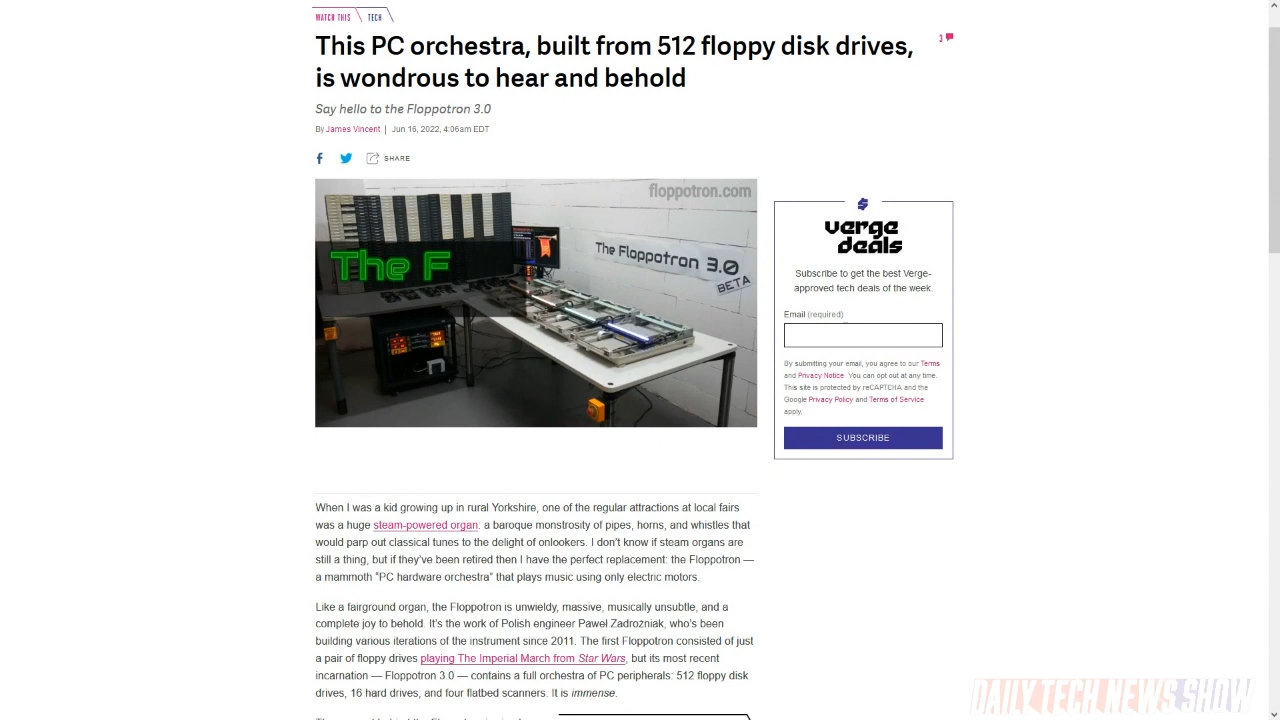 WATCH THIS TECH
This PC orchestra, built from 512 floppy disk drives,
is wondrous to hear and behold
3
Say hello to the Floppotron 3.0
By James Vincent | Jun 16, 2022, 4:06am EDT
SHARE
floppotron.com
The Floppotron 3.0
BETA
The F
verge
deals
Subscribe to get the best Verge-
approved tech deals of the week.
Email (required)
By submitting your email, you agree to our Terms
and Privacy Notice. You can opt out at any time.
This site is protected by reCAPTCHA and the
Google Privacy Policy and Terms of Service
apply.
SUBSCRIBE
When I was a kid growing up in rural Yorkshire, one of the regular attractions at local fairs
was a huge steam-powered organ: a baroque monstrosity of pipes, horns, and whistles that
would parp out classical tunes to the delight of onlookers. I don't know if steam organs are
still a thing, but if they've been retired then I have the perfect replacement: the Floppotron —
a mammoth "PC hardware orchestra" that plays music using only electric motors.
Like a fairground organ, the Floppotron is unwieldy, massive, musically unsubtle, and a
complete joy to behold. It's the work of Polish engineer Paweł Zadrożniak, who's been
building various iterations of the instrument since 2011. The first Floppotron consisted of just
a pair of floppy drives playing The Imperial March from Star Wars, but its most recent
incarnation — Floppotron 3.0 — contains a full orchestra of PC peripherals: 512 floppy disk
drives, 16 hard drives, and four flatbed scanners. It is immense.
DAILY TECH NEWS SHOW